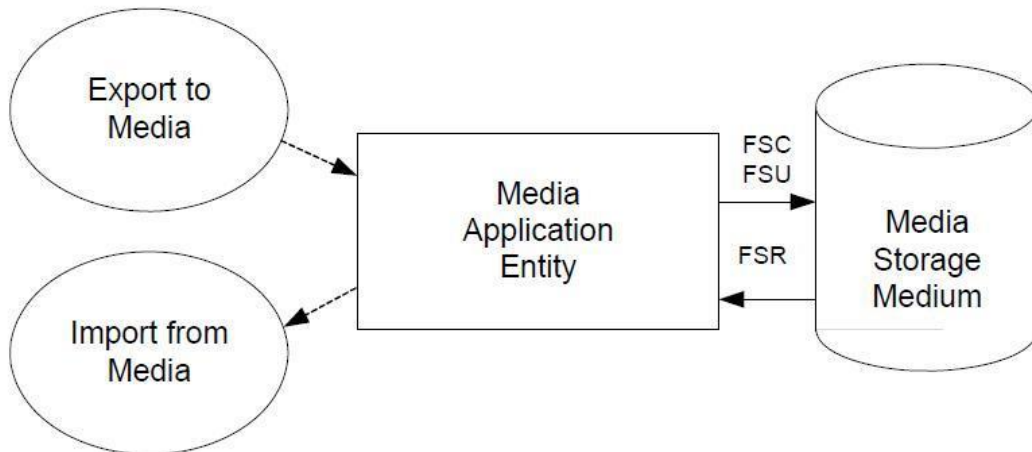 Export to
Media
Media
Application
Entity
FSC
FSU
FSR
Media
Storage
Medium
Import from
Media